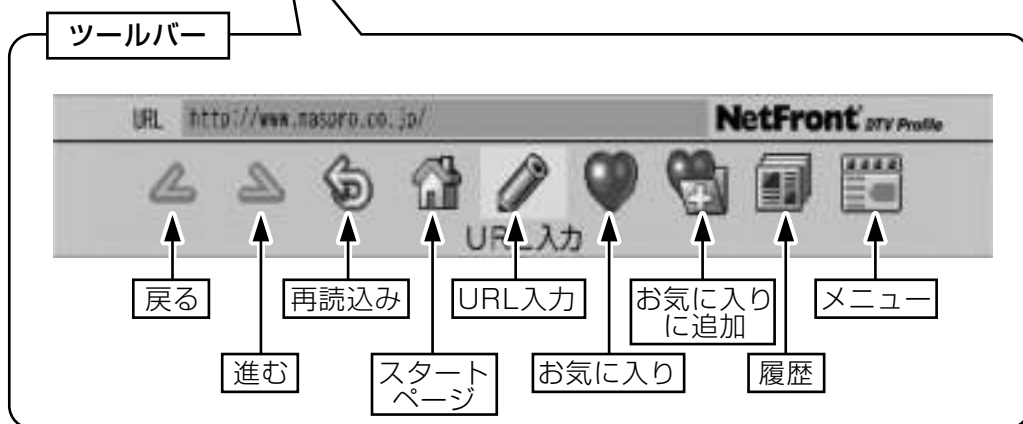 ツールバー
URL http://www.maspro.co.jp/ NetFront DTV Profile
URL入力
戻る
再読込み
URL入力
お気に入り
に追加
メニュー
進む
スタート
ページ
お気に入り
履歴